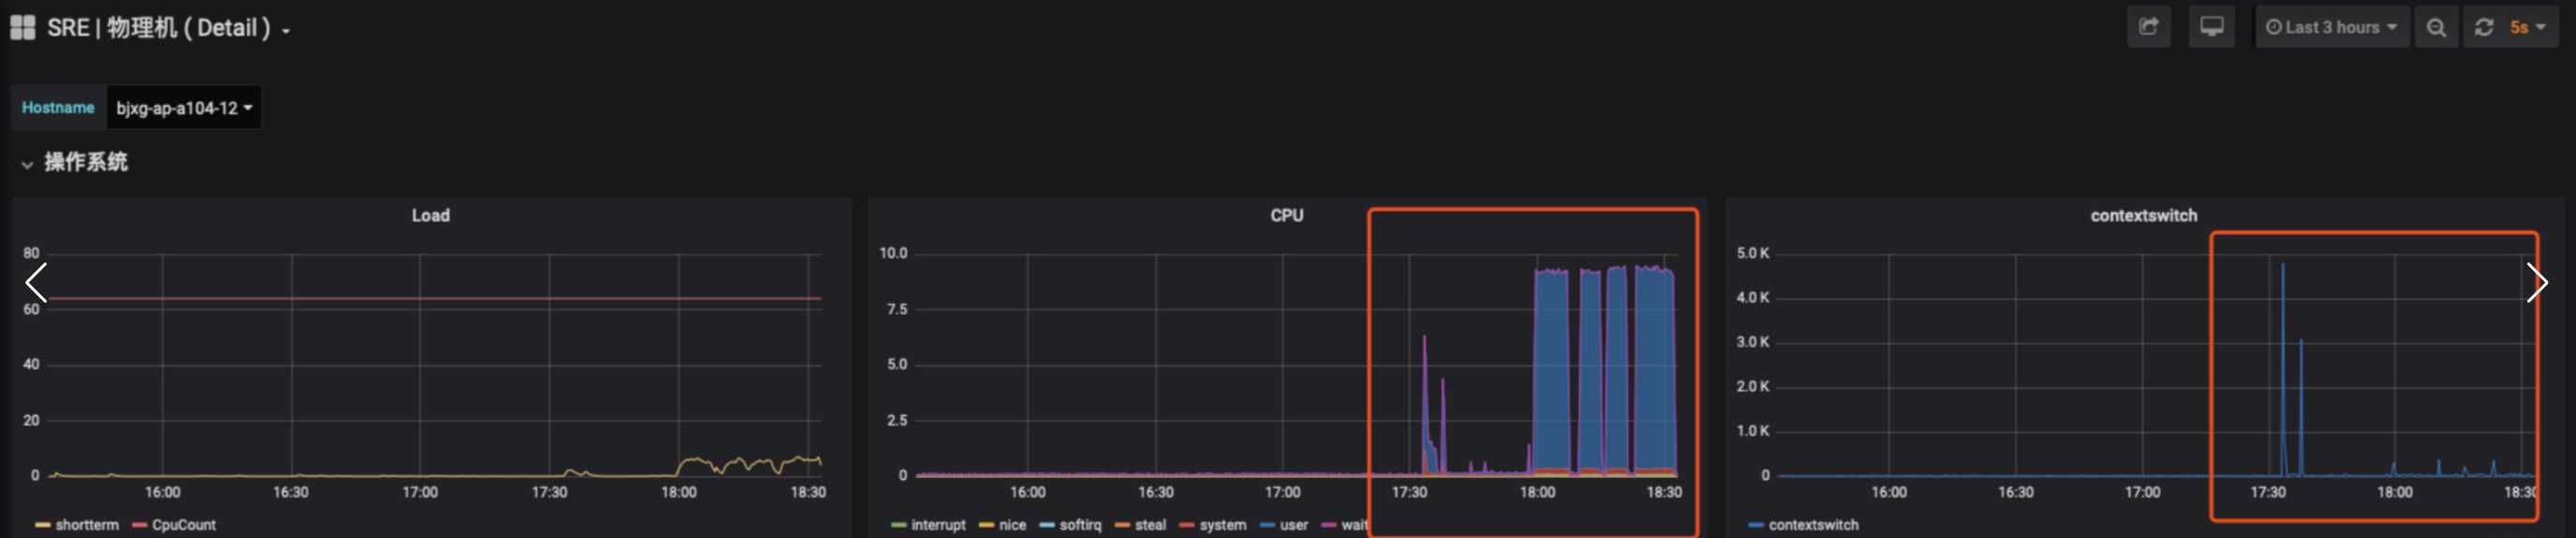 SRE | 物理机 ( Detail )
Last 3 hours
5s
Hostname
bjxg-ap-a104-12
操作系统
Load
80
60
40
20
0
16:00 16:30 17:00 17:30 18:00 18:30
shortterm CpuCount
CPU
10.0
7.5
5.0
2.5
0
16:00 16:30 17:00 17:30 18:00 18:30
interrupt nice softirq steal system user wait
contextswitch
5.0 K
4.0 K
3.0 K
2.0 K
1.0 K
0
16:00 16:30 17:00 17:30 18:00 18:30
contextswitch